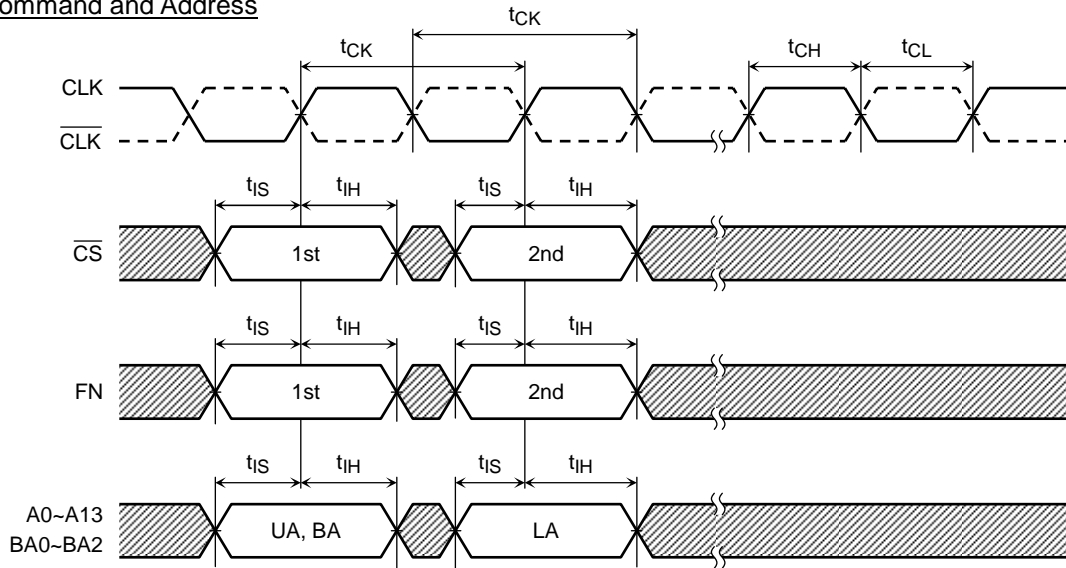 ommand and Address
tCK
tCK tCH tCL
CLK
CLK
tIS tIH tIS tIH
CS 1st 2nd
tIS tIH tIS tIH
FN 1st 2nd
tIS tIH tIS tIH
A0~A13
BA0~BA2
UA, BA LA